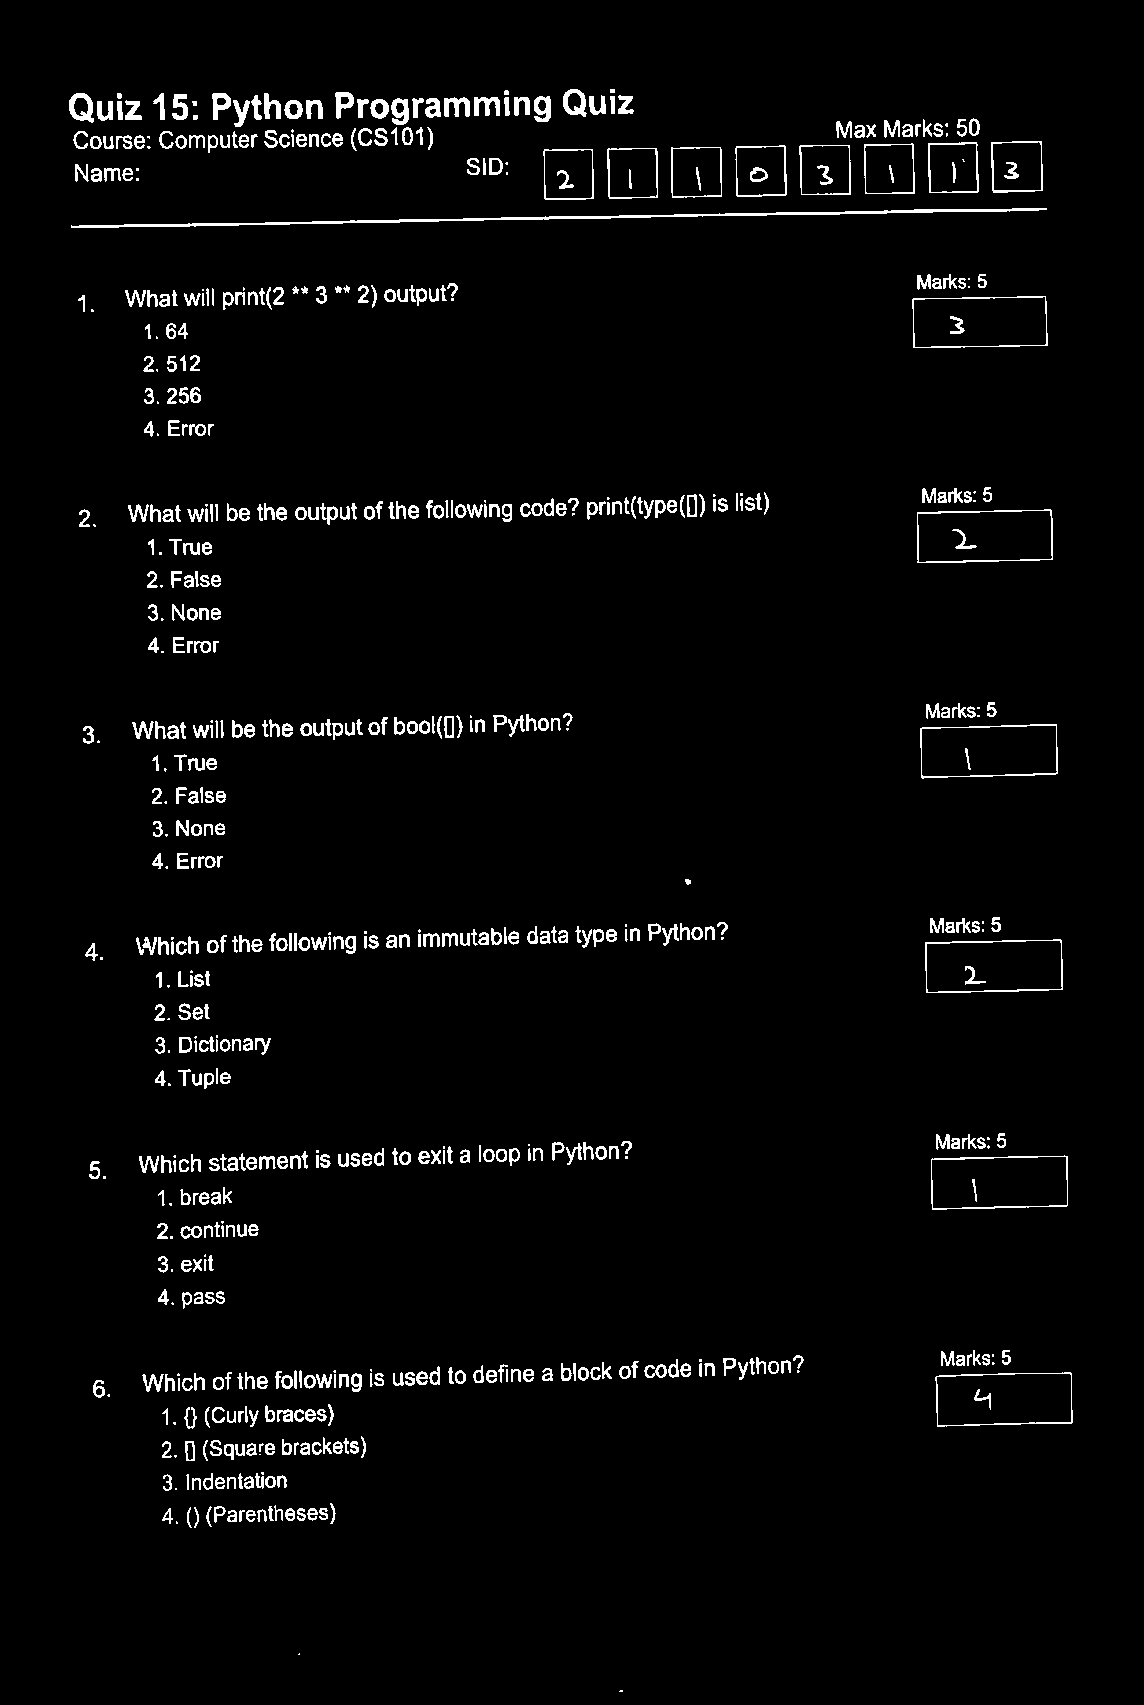 Quiz 15: Python Programming Quiz
Course: Computer Science (CS101)
Max Marks: 50
Name:
SID: 2 1 1 0 3 1 1 3
1. What will print(2 ** 3 ** 2) output?
Marks: 5
3
1. 64
2. 512
3. 256
4. Error
2. What will be the output of the following code? print(type([]) is list)
Marks: 5
2
1. True
2. False
3. None
4. Error
3. What will be the output of bool([]) in Python?
Marks: 5
1
1. True
2. False
3. None
4. Error
4. Which of the following is an immutable data type in Python?
Marks: 5
2
1. List
2. Set
3. Dictionary
4. Tuple
5. Which statement is used to exit a loop in Python?
Marks: 5
1
1. break
2. continue
3. exit
4. pass
6. Which of the following is used to define a block of code in Python?
Marks: 5
4
1. {} (Curly braces)
2. [] (Square brackets)
3. Indentation
4. () (Parentheses)